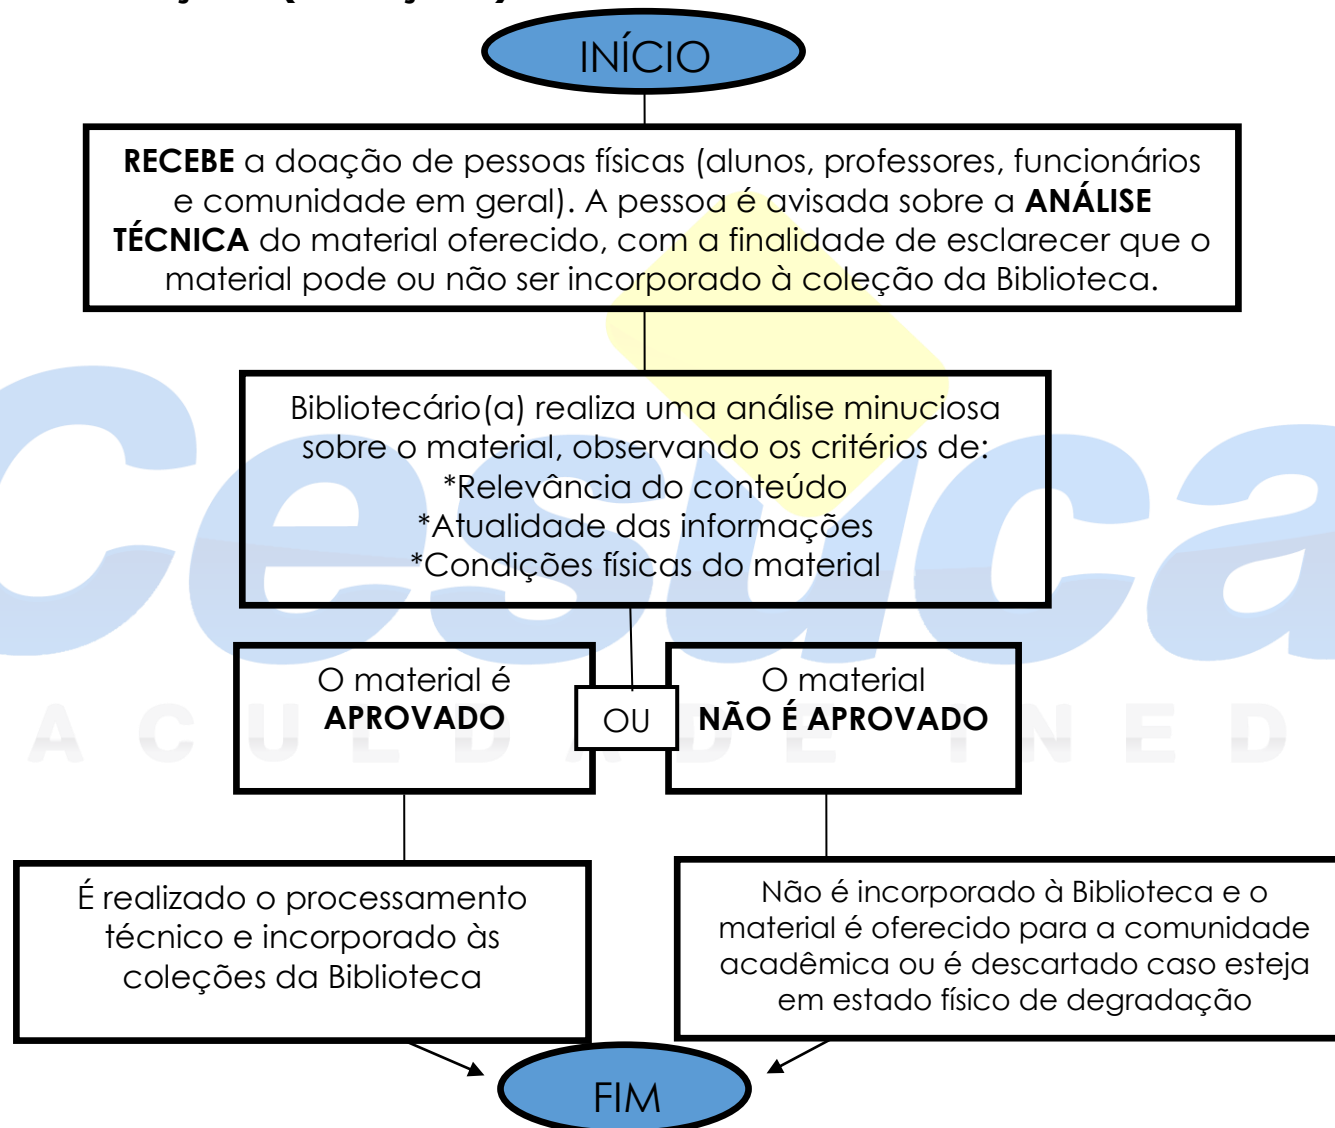 INÍCIO
RECEBE a doação de pessoas físicas (alunos, professores, funcionários
e comunidade em geral). A pessoa é avisada sobre a ANÁLISE
TÉCNICA do material oferecido, com a finalidade de esclarecer que o
material pode ou não ser incorporado à coleção da Biblioteca.
Bibliotecário(a) realiza uma análise minuciosa
sobre o material, observando os critérios de:
*Relevância do conteúdo
*Atualidade das informações
*Condições físicas do material
O material é
APROVADO
OU
O material
NÃO É APROVADO
É realizado o processamento
técnico e incorporado às
coleções da Biblioteca
Não é incorporado à Biblioteca e o
material é oferecido para a comunidade
acadêmica ou é descartado caso esteja
em estado físico de degradação
FIM
Cesuca
ACULDADE INED